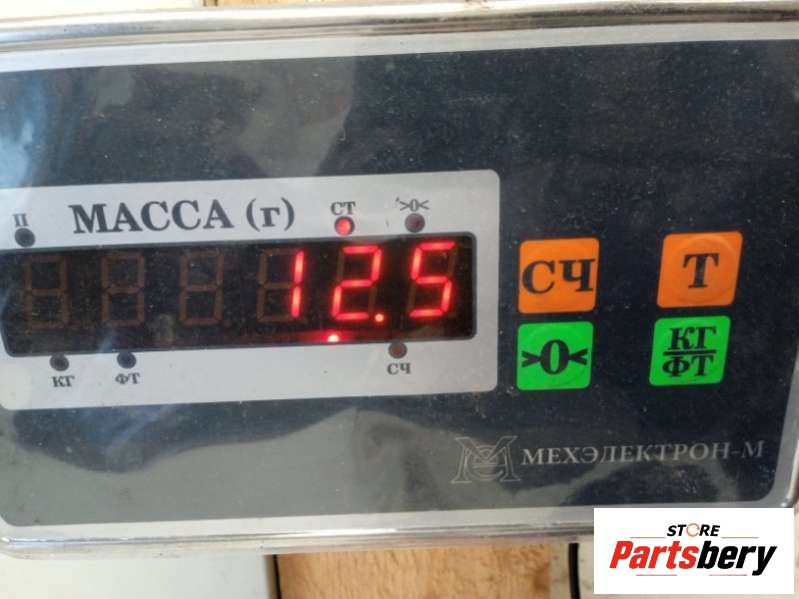 П МАССА (г) СТ >0<
12.5
КГ ФТ СЧ
СЧ Т
>0< КГ/ФТ
МЕХЭЛЕКТРОН-М
STORE
Partsbery